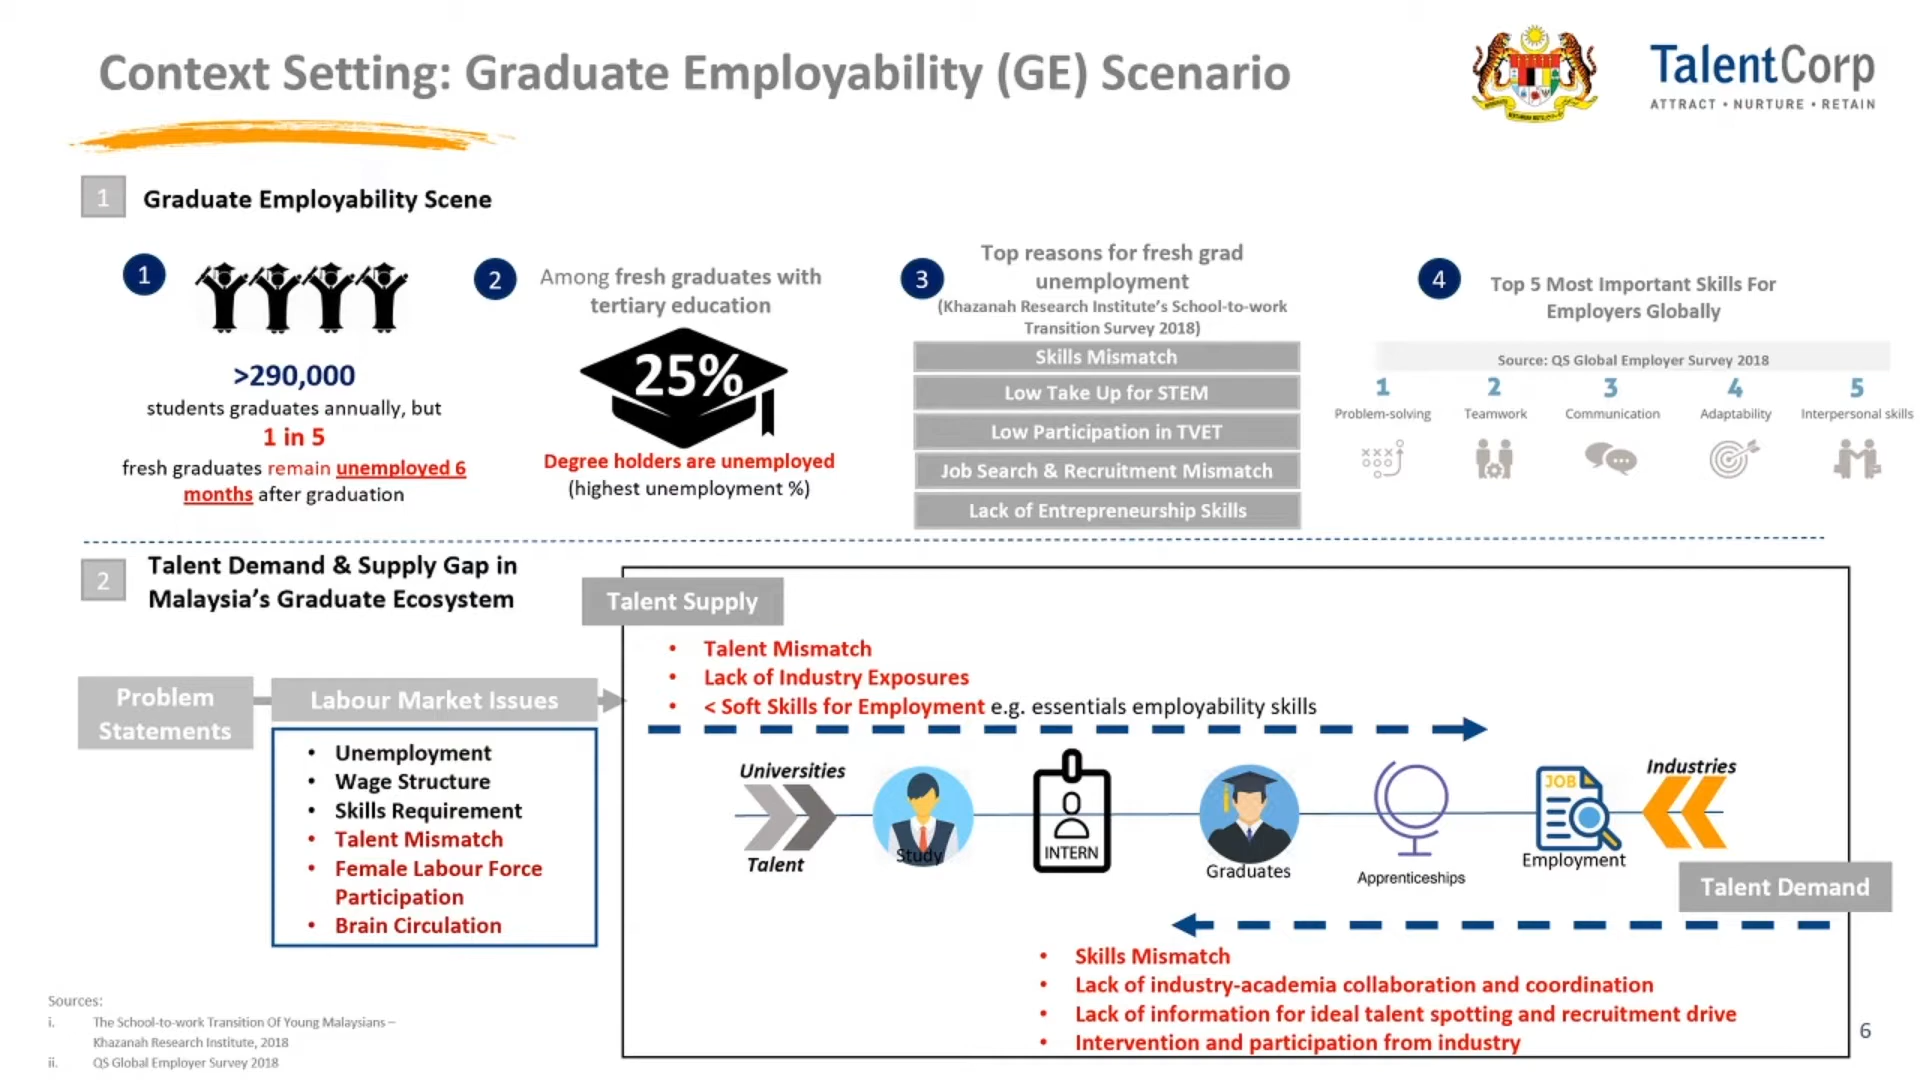 Context Setting: Graduate Employability (GE) Scenario
TalentCorp
ATTRACT • NURTURE • RETAIN
1
Graduate Employability Scene
1
>290,000
students graduates annually, but
1 in 5
fresh graduates remain unemployed 6
months after graduation
2
Among fresh graduates with
tertiary education
25%
Degree holders are unemployed
(highest unemployment %)
3
Top reasons for fresh grad
unemployment
(Khazanah Research Institute's School-to-work
Transition Survey 2018)
Skills Mismatch
Low Take Up for STEM
Low Participation in TVET
Job Search & Recruitment Mismatch
Lack of Entrepreneurship Skills
4
Top 5 Most Important Skills For
Employers Globally
Source: QS Global Employer Survey 2018
1 2 3 4 5
Problem-solving Teamwork Communication Adaptability Interpersonal skills
2
Talent Demand & Supply Gap in
Malaysia's Graduate Ecosystem
Problem
Statements
Labour Market Issues
• Unemployment
• Wage Structure
• Skills Requirement
• Talent Mismatch
• Female Labour Force
Participation
• Brain Circulation
Talent Supply
• Talent Mismatch
• Lack of Industry Exposures
• < Soft Skills for Employment e.g. essentials employability skills
Universities
Talent
Study
INTERN
Graduates
Apprenticeships
JOB
Employment
Industries
Talent Demand
• Skills Mismatch
• Lack of industry-academia collaboration and coordination
• Lack of information for ideal talent spotting and recruitment drive
• Intervention and participation from industry
Sources:
i. The School-to-work Transition Of Young Malaysians –
Khazanah Research Institute, 2018
ii. QS Global Employer Survey 2018
6